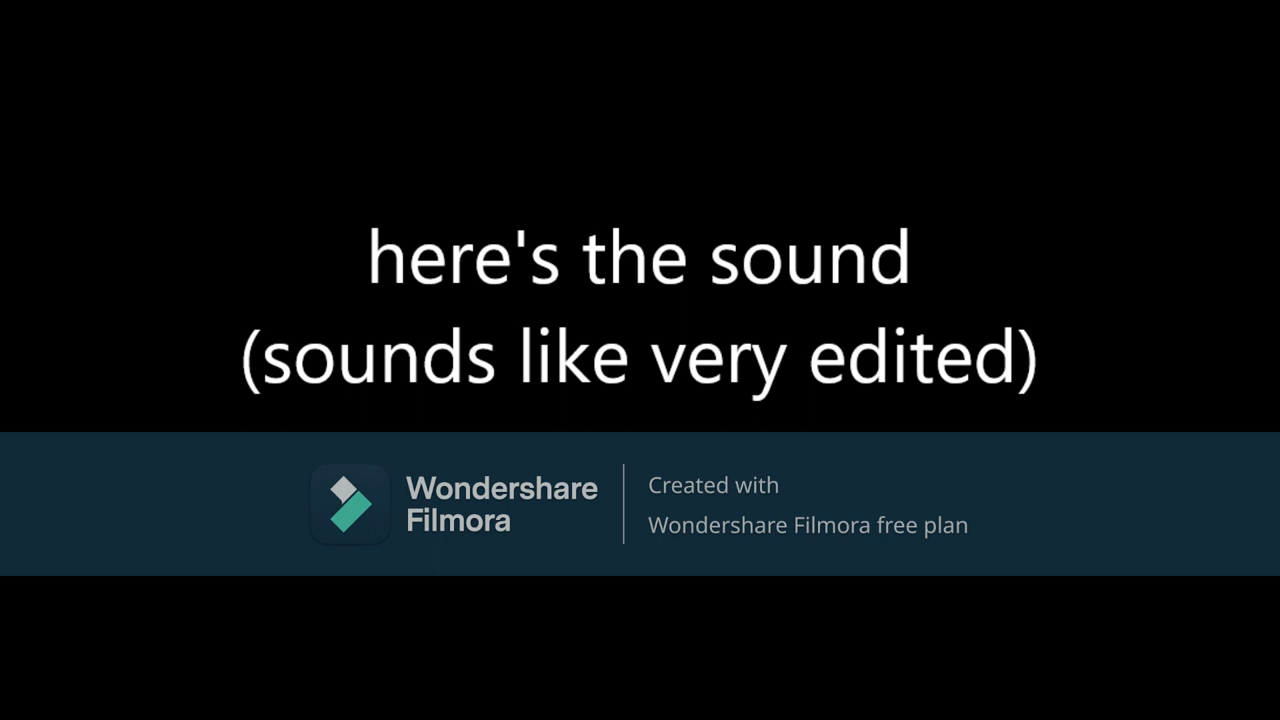 here's the sound
(sounds like very edited)
Wondershare
Filmora
Created with
Wondershare Filmora free plan